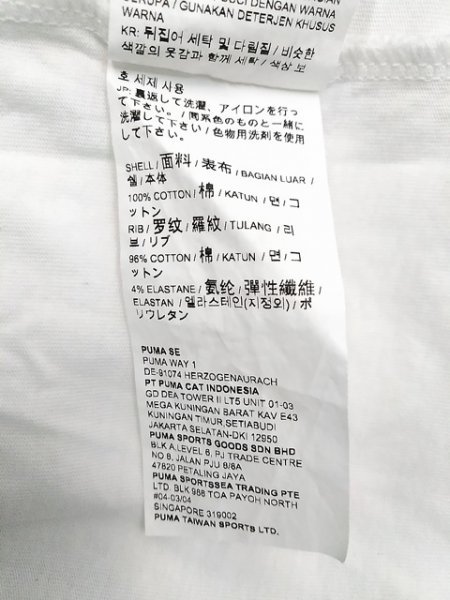 SERUPA / GUNAKAN DETERJEN KHUSUS
WARNA
KR: 뒤집어 세탁 및 다림질 / 비슷한
색깔의 옷감과 함께 세탁 / 색상 보
호 세제 사용
JP: 裏返して洗濯、アイロンを行っ
て下さい。/ 同系色のものと一緒に
洗濯して下さい / 色物用洗剤を使用
して下さい。
SHELL / 面料 / 表布 / BAGIAN LUAR /
쉘 / 本体
100% COTTON / 棉 / KATUN / 면 / コ
ットン
RIB / 罗纹 / 羅紋 / TULANG / 리
브 / リブ
96% COTTON / 棉 / KATUN / 면 / コ
ットン
4% ELASTANE / 氨纶 / 彈性纖維 /
ELASTAN / 엘라스테인(지정외) / ポ
リウレタン
PUMA SE
PUMA WAY 1
DE-91074 HERZOGENAURACH
PT PUMA CAT INDONESIA
GD DEA TOWER II LT5 UNIT 01-03
MEGA KUNINGAN BARAT KAV E43
KUNINGAN TIMUR,SETIABUDI
JAKARTA SELATAN-DKI 12950
PUMA SPORTS GOODS SDN BHD
BLK A,LEVEL 6, PJ TRADE CENTRE
NO 8, JALAN PJU 8/8A
47820 PETALING JAYA
PUMA SPORTSSEA TRADING PTE
LTD. BLK 988 TOA PAYOH NORTH
#04-03/04
SINGAPORE 319002
PUMA TAIWAN SPORTS LTD.